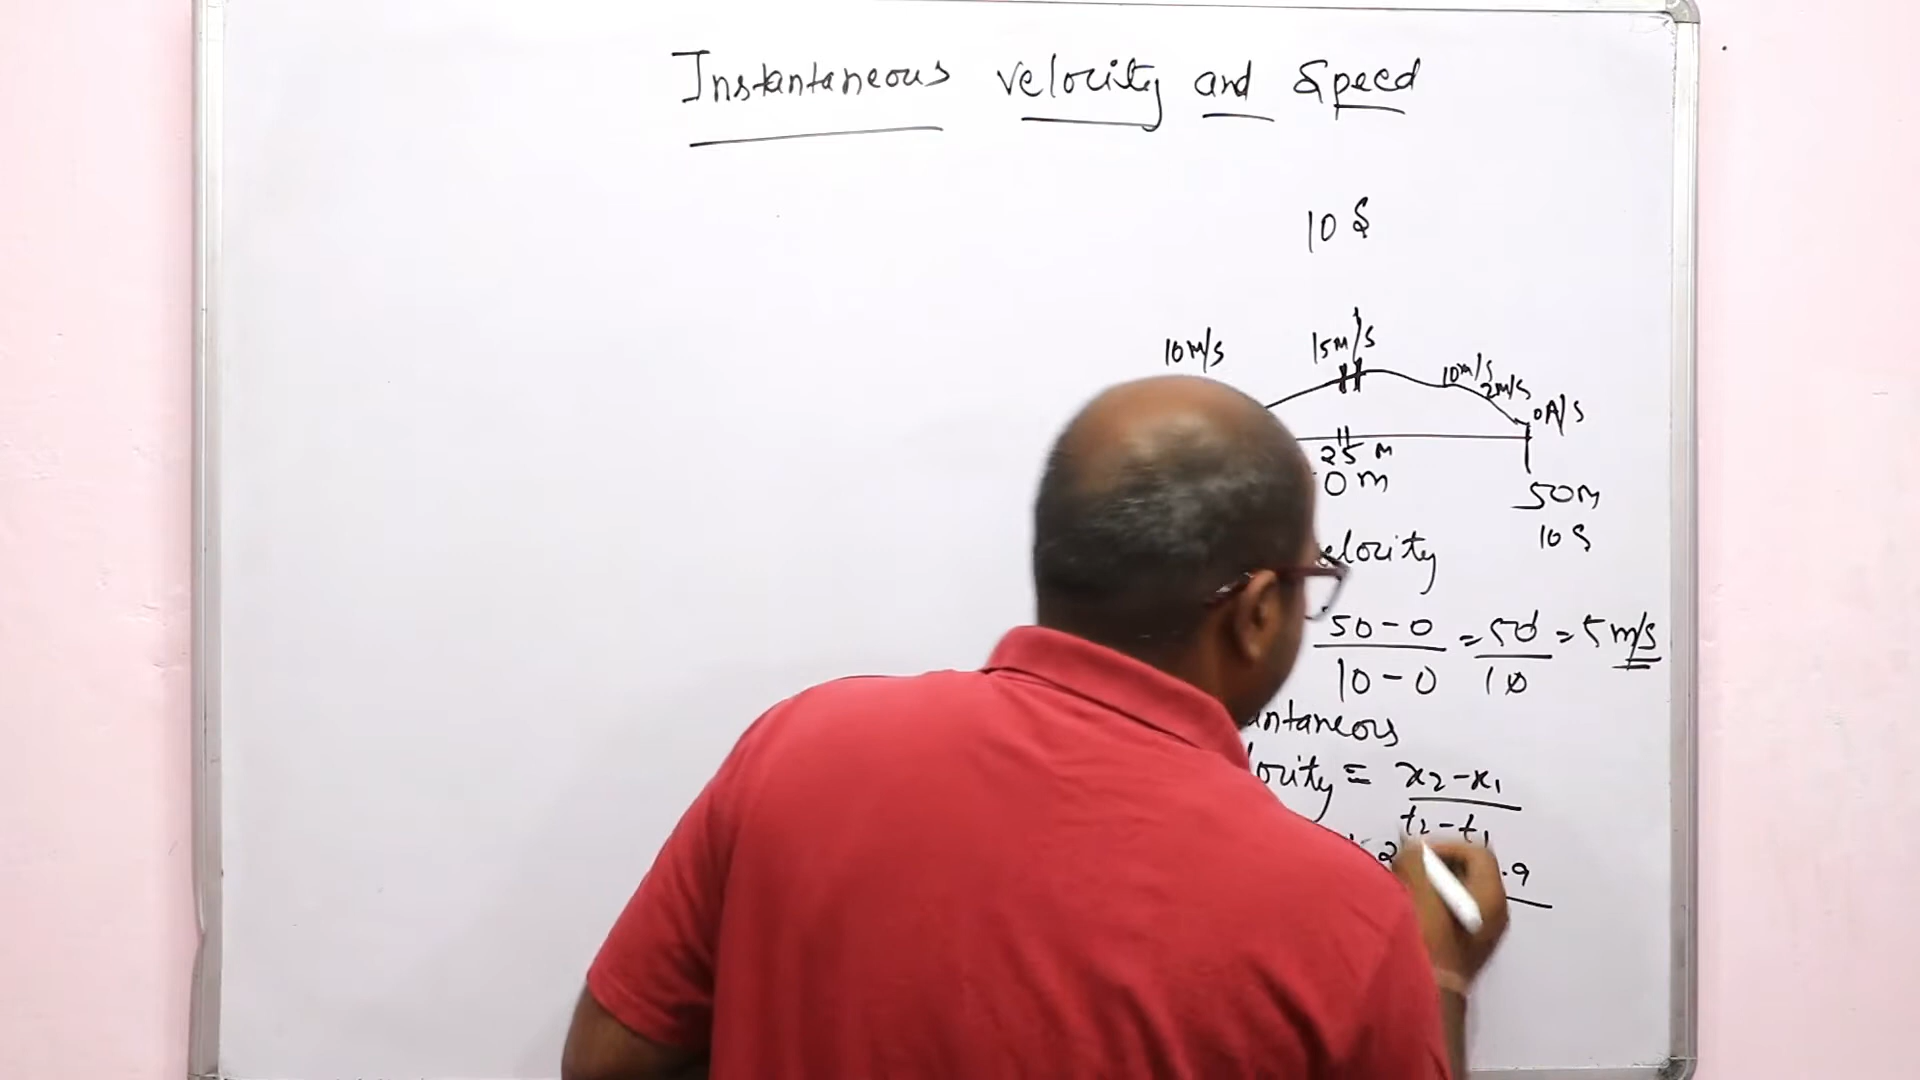 Instantaneous velocity and Speed
10 S
10 m/s 15m/s 10m/s
2m/s
0m/s
25 m
0 m 50m
10 S
elocity
50-0 = 50 = 5 m/s
10-0 10
antaneous
ocity = x2-x1
t2-t1
.9